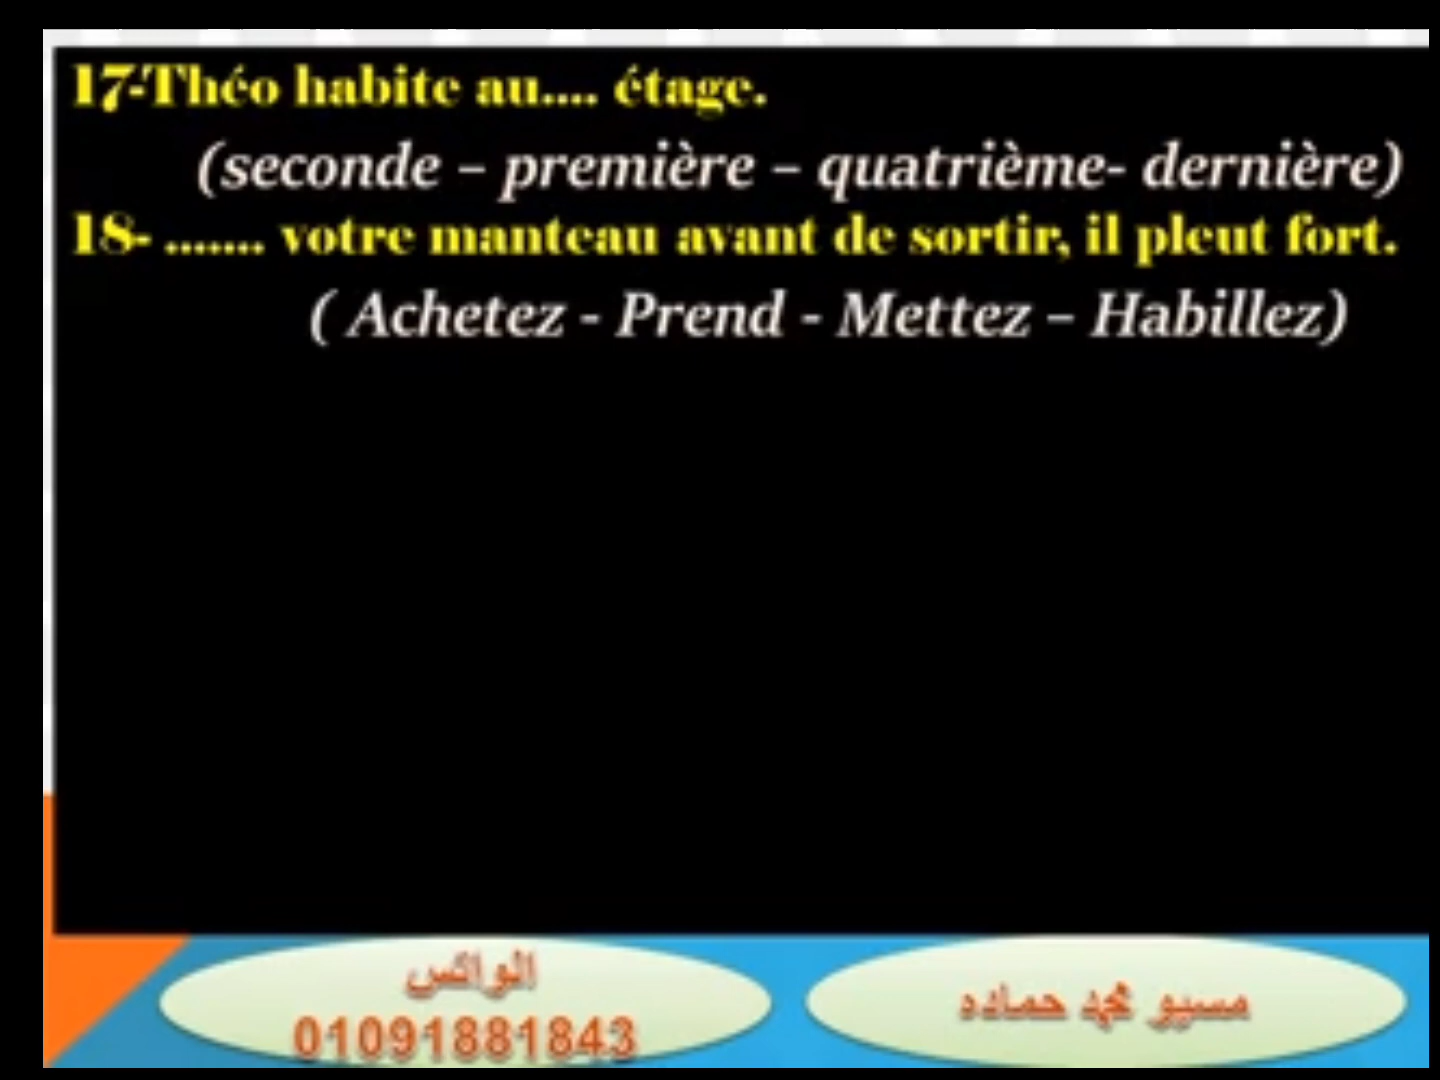 17-Théo habite au.... étage.
(seconde – première – quatrième- dernière)
18- ....... votre manteau avant de sortir, il pleut fort.
( Achetez - Prend - Mettez – Habillez)
الواتس
01091881843
مسيو محمد حماده